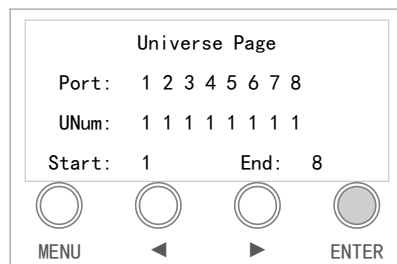 Universe Page
Port: 1 2 3 4 5 6 7 8
UNum: 1 1 1 1 1 1 1 1
Start: 1 End: 8
MENU ◄ ► ENTER